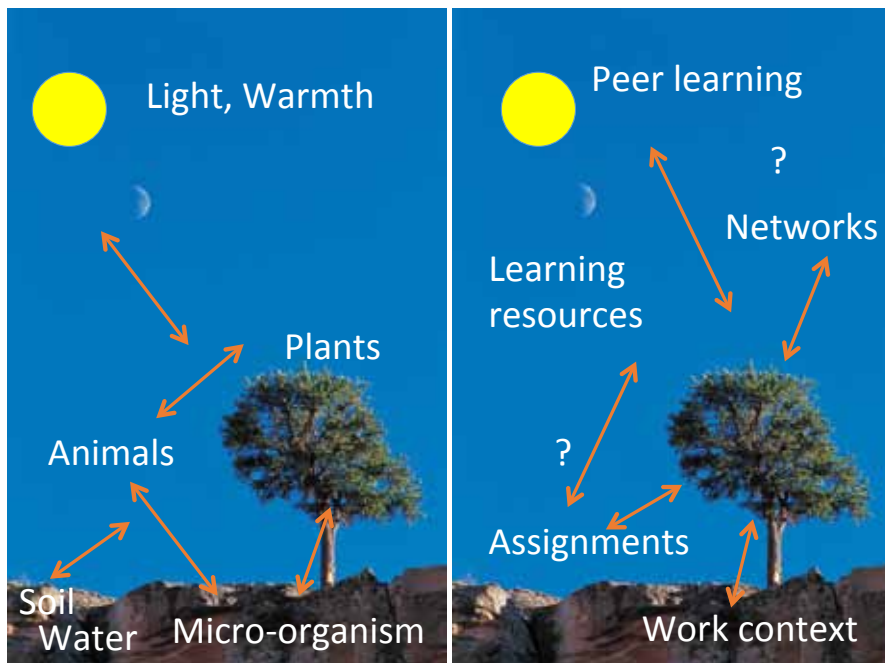 Light, Warmth
Plants
Animals
Soil
Water
Micro-organism
Peer learning
?
Networks
Learning
resources
?
Assignments
Work context